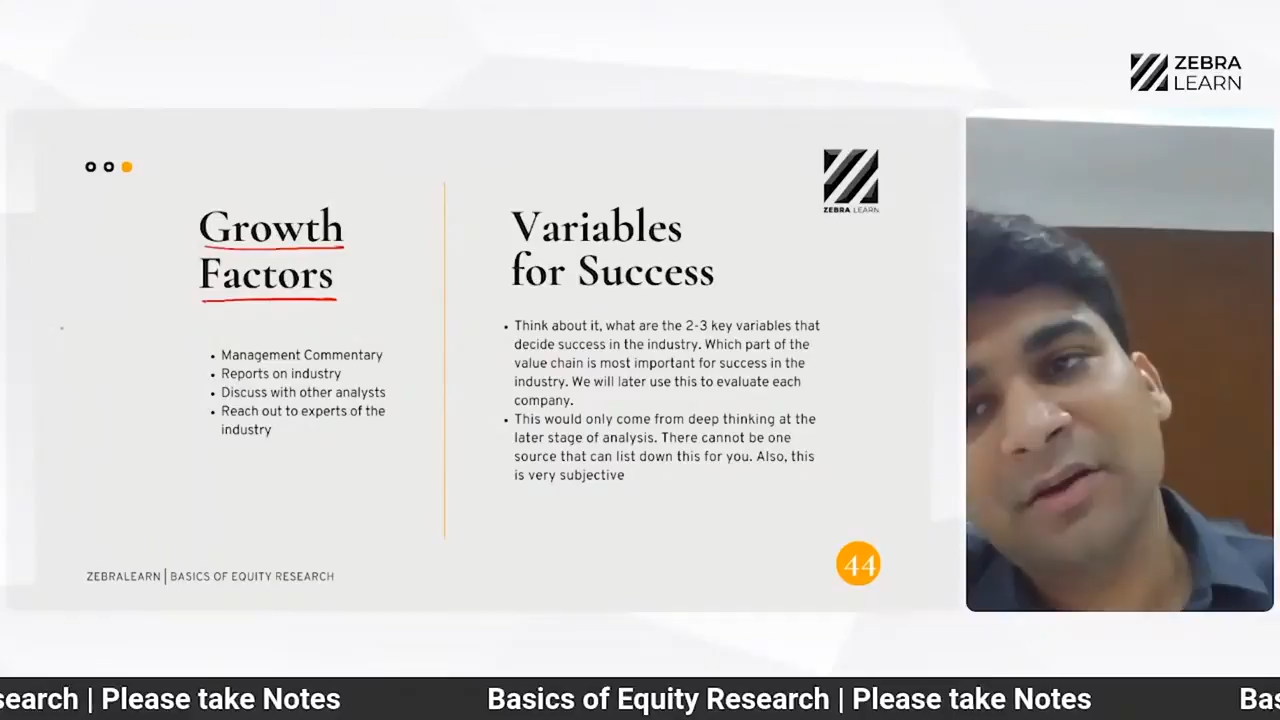 ZEBRA
LEARN
ZEBRA LEARN
Growth
Factors
Management Commentary
Reports on industry
Discuss with other analysts
Reach out to experts of the
industry
Variables
for Success
Think about it, what are the 2-3 key variables that
decide success in the industry. Which part of the
value chain is most important for success in the
industry. We will later use this to evaluate each
company.
This would only come from deep thinking at the
later stage of analysis. There cannot be one
source that can list down this for you. Also, this
is very subjective
44
ZEBRALEARN | BASICS OF EQUITY RESEARCH
search | Please take Notes Basics of Equity Research | Please take Notes Bas